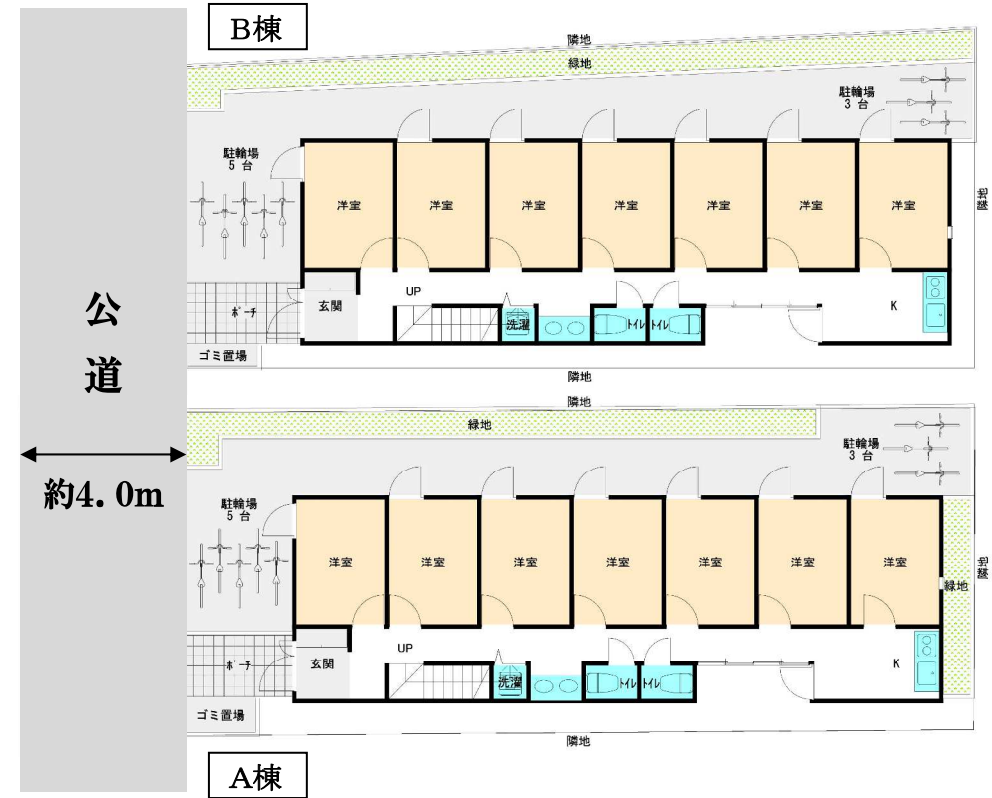 B棟
隣地
緑地
駐輪場
3 台
駐輪場
5 台
洋室
洋室
洋室
洋室
洋室
洋室
洋室
隣地
玄関
UP
ポーチ
洗濯
トイレ
トイレ
K
ゴミ置場
隣地
公道
約4.0m
隣地
緑地
駐輪場
3 台
駐輪場
5 台
洋室
洋室
洋室
洋室
洋室
洋室
洋室
隣地
緑地
玄関
UP
ポーチ
洗濯
トイレ
トイレ
K
ゴミ置場
隣地
A棟